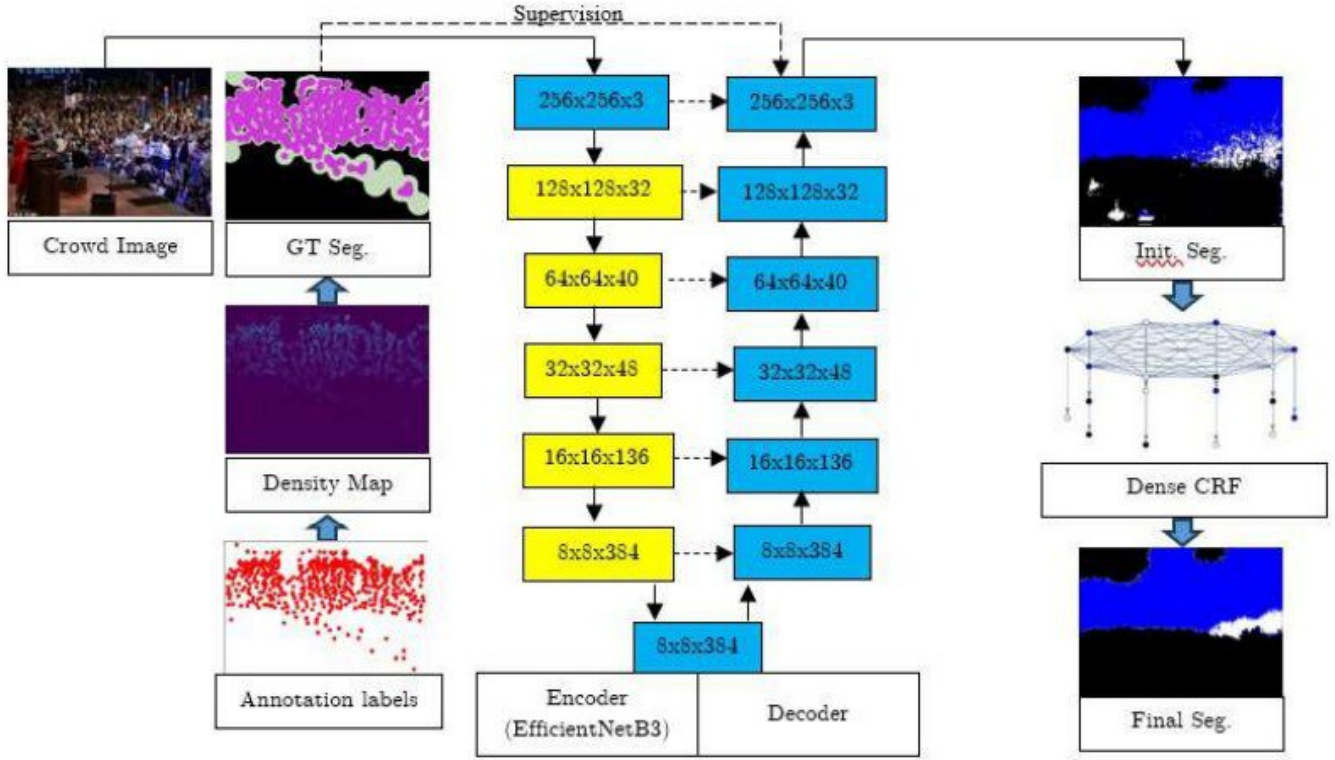 Supervision
Crowd Image
GT Seg.
Density Map
Annotation labels
256x256x3
128x128x32
64x64x40
32x32x48
16x16x136
8x8x384
8x8x384
256x256x3
128x128x32
64x64x40
32x32x48
16x16x136
8x8x384
Encoder
(EfficientNetB3)
Decoder
Init. Seg.
Dense CRF
Final Seg.